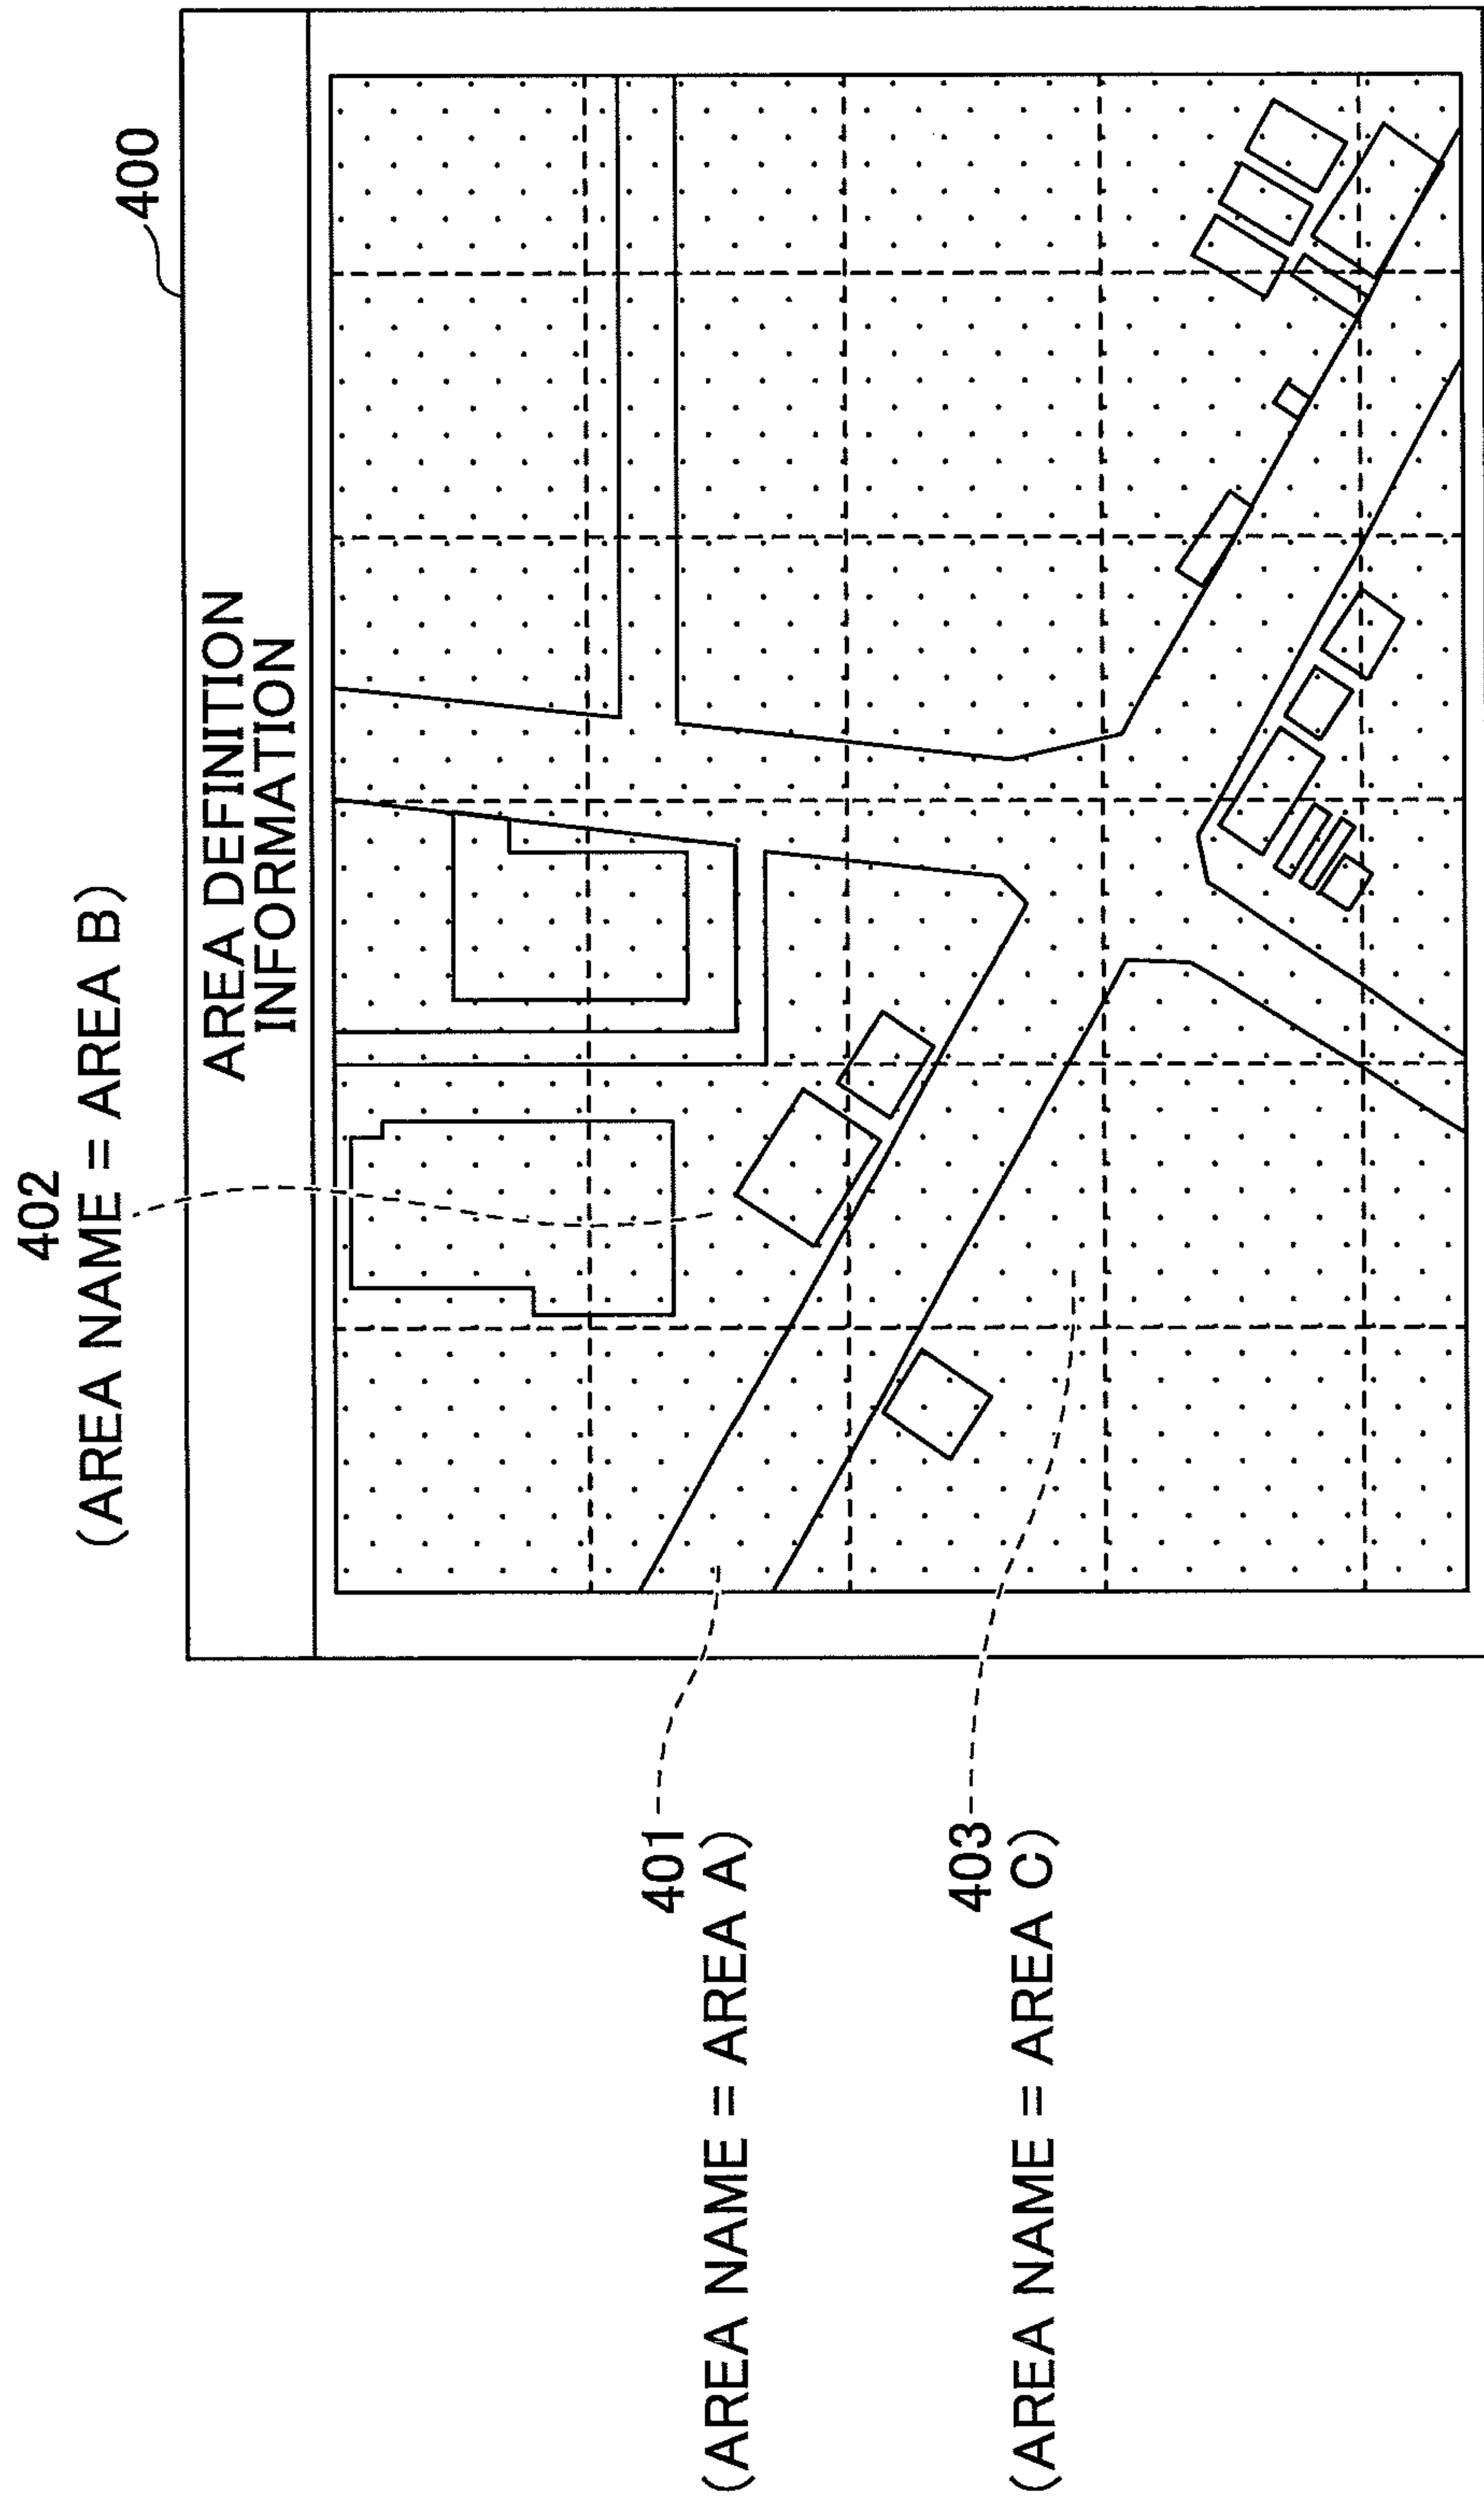 400
AREA DEFINITION
INFORMATION
402
(AREA NAME = AREA B)
401
(AREA NAME = AREA A)
403
(AREA NAME = AREA C)